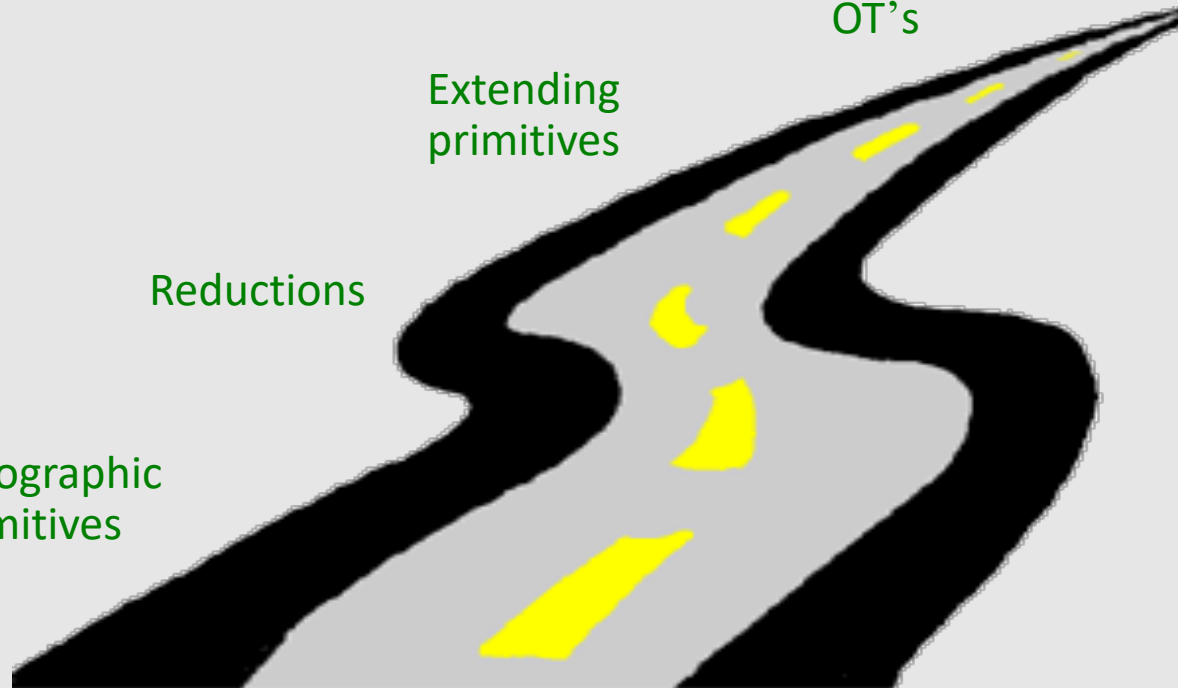 OT’s
Extending
primitives
Reductions
ographic
mitives